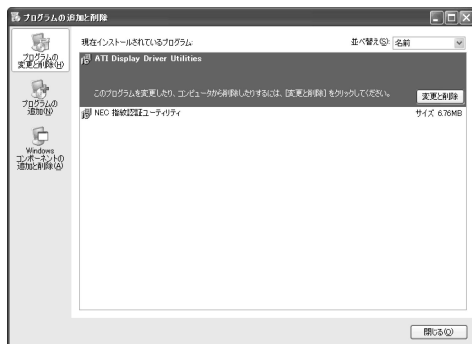 プログラムの追加と削除
プログラムの
変更と削除(H)
プログラムの
追加(N)
Windows
コンポーネントの
追加と削除(A)
現在インストールされているプログラム:
並べ替え(S): 名前
ATI Display Driver Utilities
このプログラムを変更したり、コンピュータから削除したりするには、[変更と削除] をクリックしてください。
変更と削除
NEC 指紋認証ユーティリティ
サイズ 6.76MB
閉じる(O)